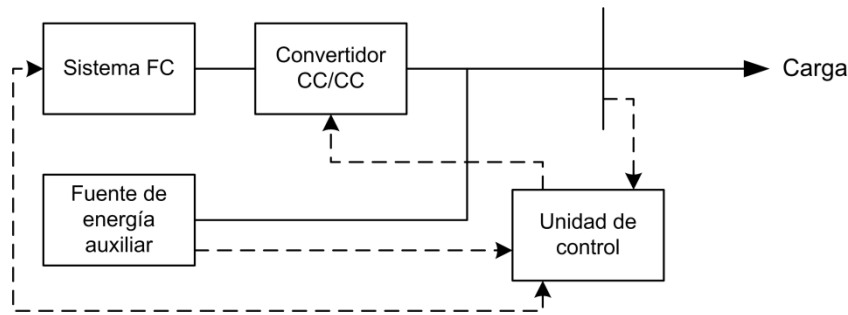 Sistema FC
Convertidor
CC/CC
Carga
Fuente de
energía
auxiliar
Unidad de
control